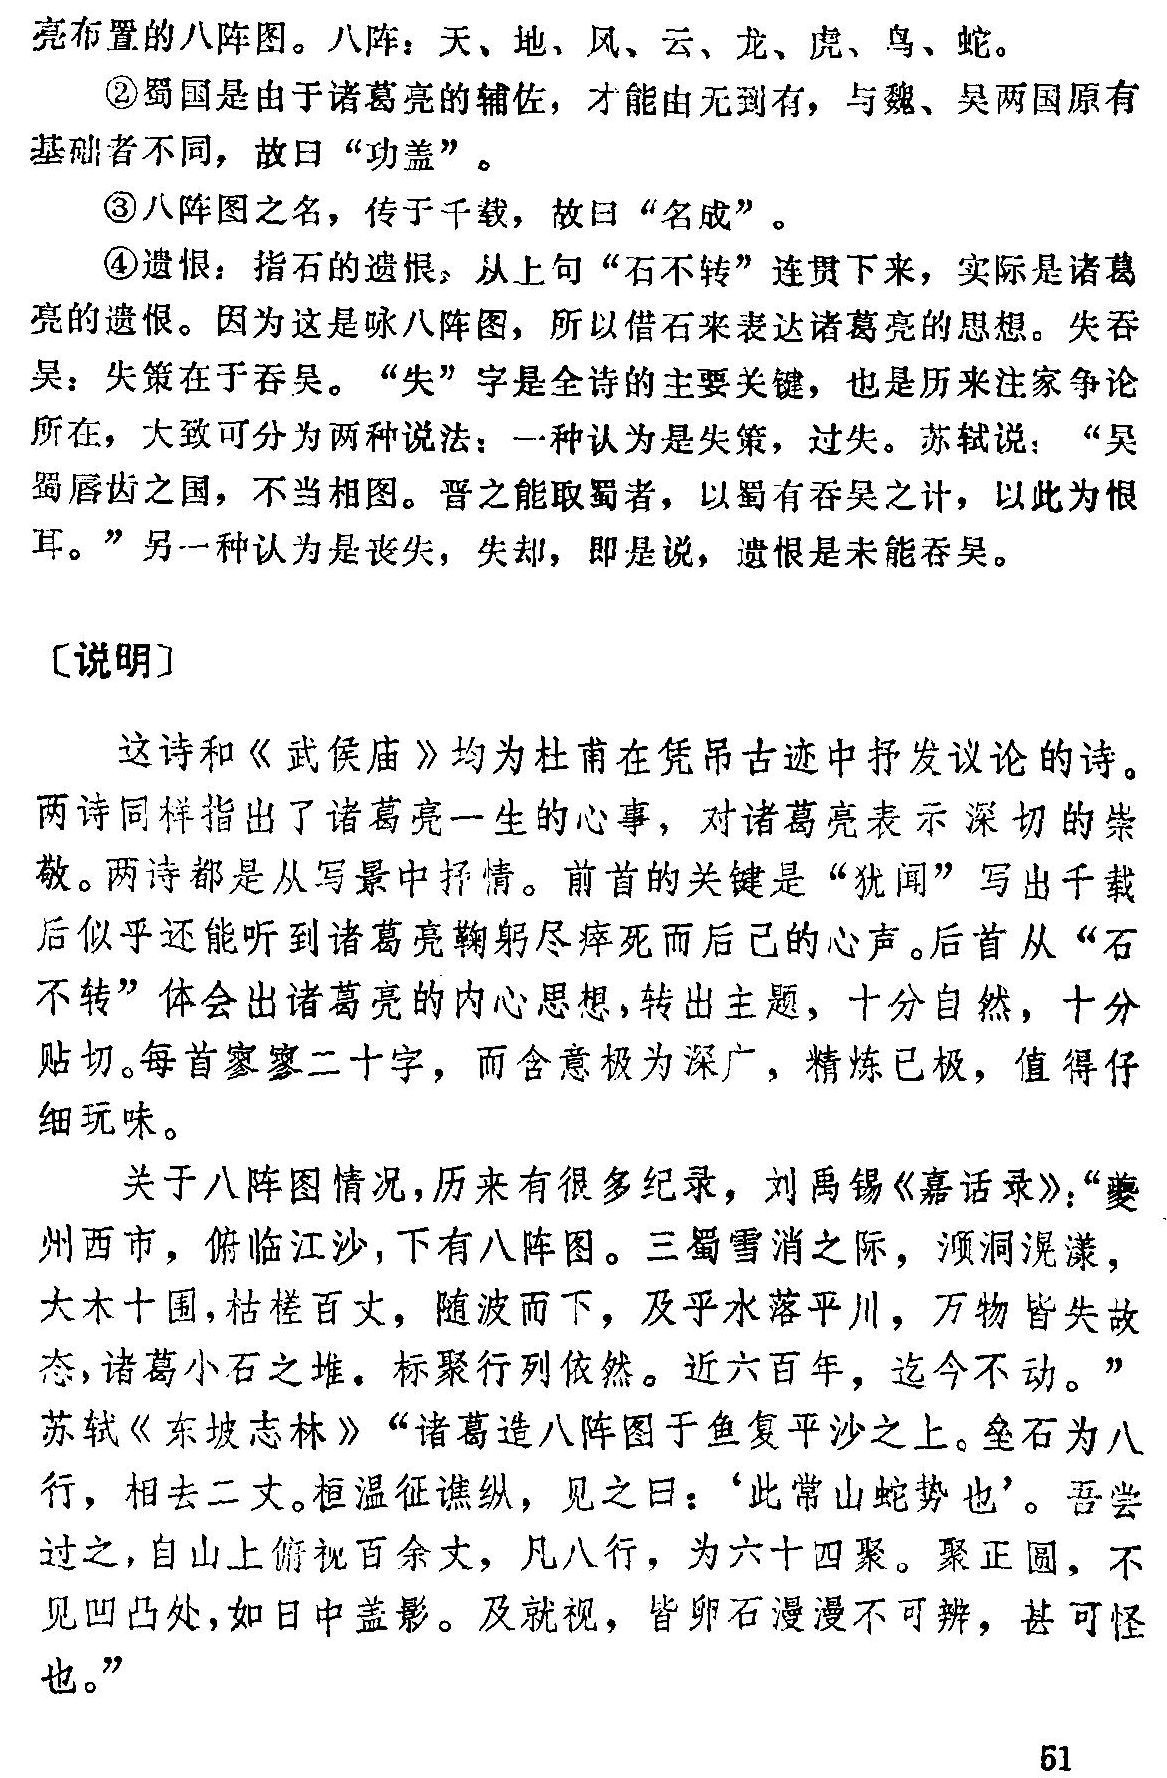 亮布置的八阵图。八阵：天、地、风、云、龙、虎、鸟、蛇。
②蜀国是由于诸葛亮的辅佐，才能由无到有，与魏、吴两国原有
基础者不同，故曰“功盖”。
③八阵图之名，传于千载，故曰“名成”。
④遗恨：指石的遗恨，从上句“石不转”连贯下来，实际是诸葛
亮的遗恨。因为这是咏八阵图，所以借石来表达诸葛亮的思想。失吞
吴：失策在于吞吴。“失”字是全诗的主要关键，也是历来注家争论
所在，大致可分为两种说法：一种认为是失策，过失。苏轼说：“吴
蜀唇齿之国，不当相图。晋之能取蜀者，以蜀有吞吴之计，以此为恨
耳。”另一种认为是丧失，失却，即是说，遗恨是未能吞吴。
〔说明〕
这诗和《武侯庙》均为杜甫在凭吊古迹中抒发议论的诗。
两诗同样指出了诸葛亮一生的心事，对诸葛亮表示深切的崇
敬。两诗都是从写景中抒情。前首的关键是“犹闻”写出千载
后似乎还能听到诸葛亮鞠躬尽瘁死而后已的心声。后首从“石
不转”体会出诸葛亮的内心思想，转出主题，十分自然，十分
贴切。每首寥寥二十字，而含意极为深广，精炼已极，值得仔
细玩味。
关于八阵图情况，历来有很多纪录，刘禹锡《嘉话录》：“夔
州西市，俯临江沙，下有八阵图。三蜀雪消之际，㵒洞滉漾，
大木十围，枯槎百丈，随波而下，及乎水落平川，万物皆失故
态，诸葛小石之堆．标聚行列依然。近六百年，迄今不动。”
苏轼《东坡志林》“诸葛造八阵图于鱼复平沙之上。垒石为八
行，相去二丈。桓温征谯纵，见之曰：‘此常山蛇势也’。吾尝
过之，自山上俯视百余丈，凡八行，为六十四聚。聚正圆，不
见凹凸处，如日中盖影。及就视，皆卵石漫漫不可辨，甚可怪
也。”
51